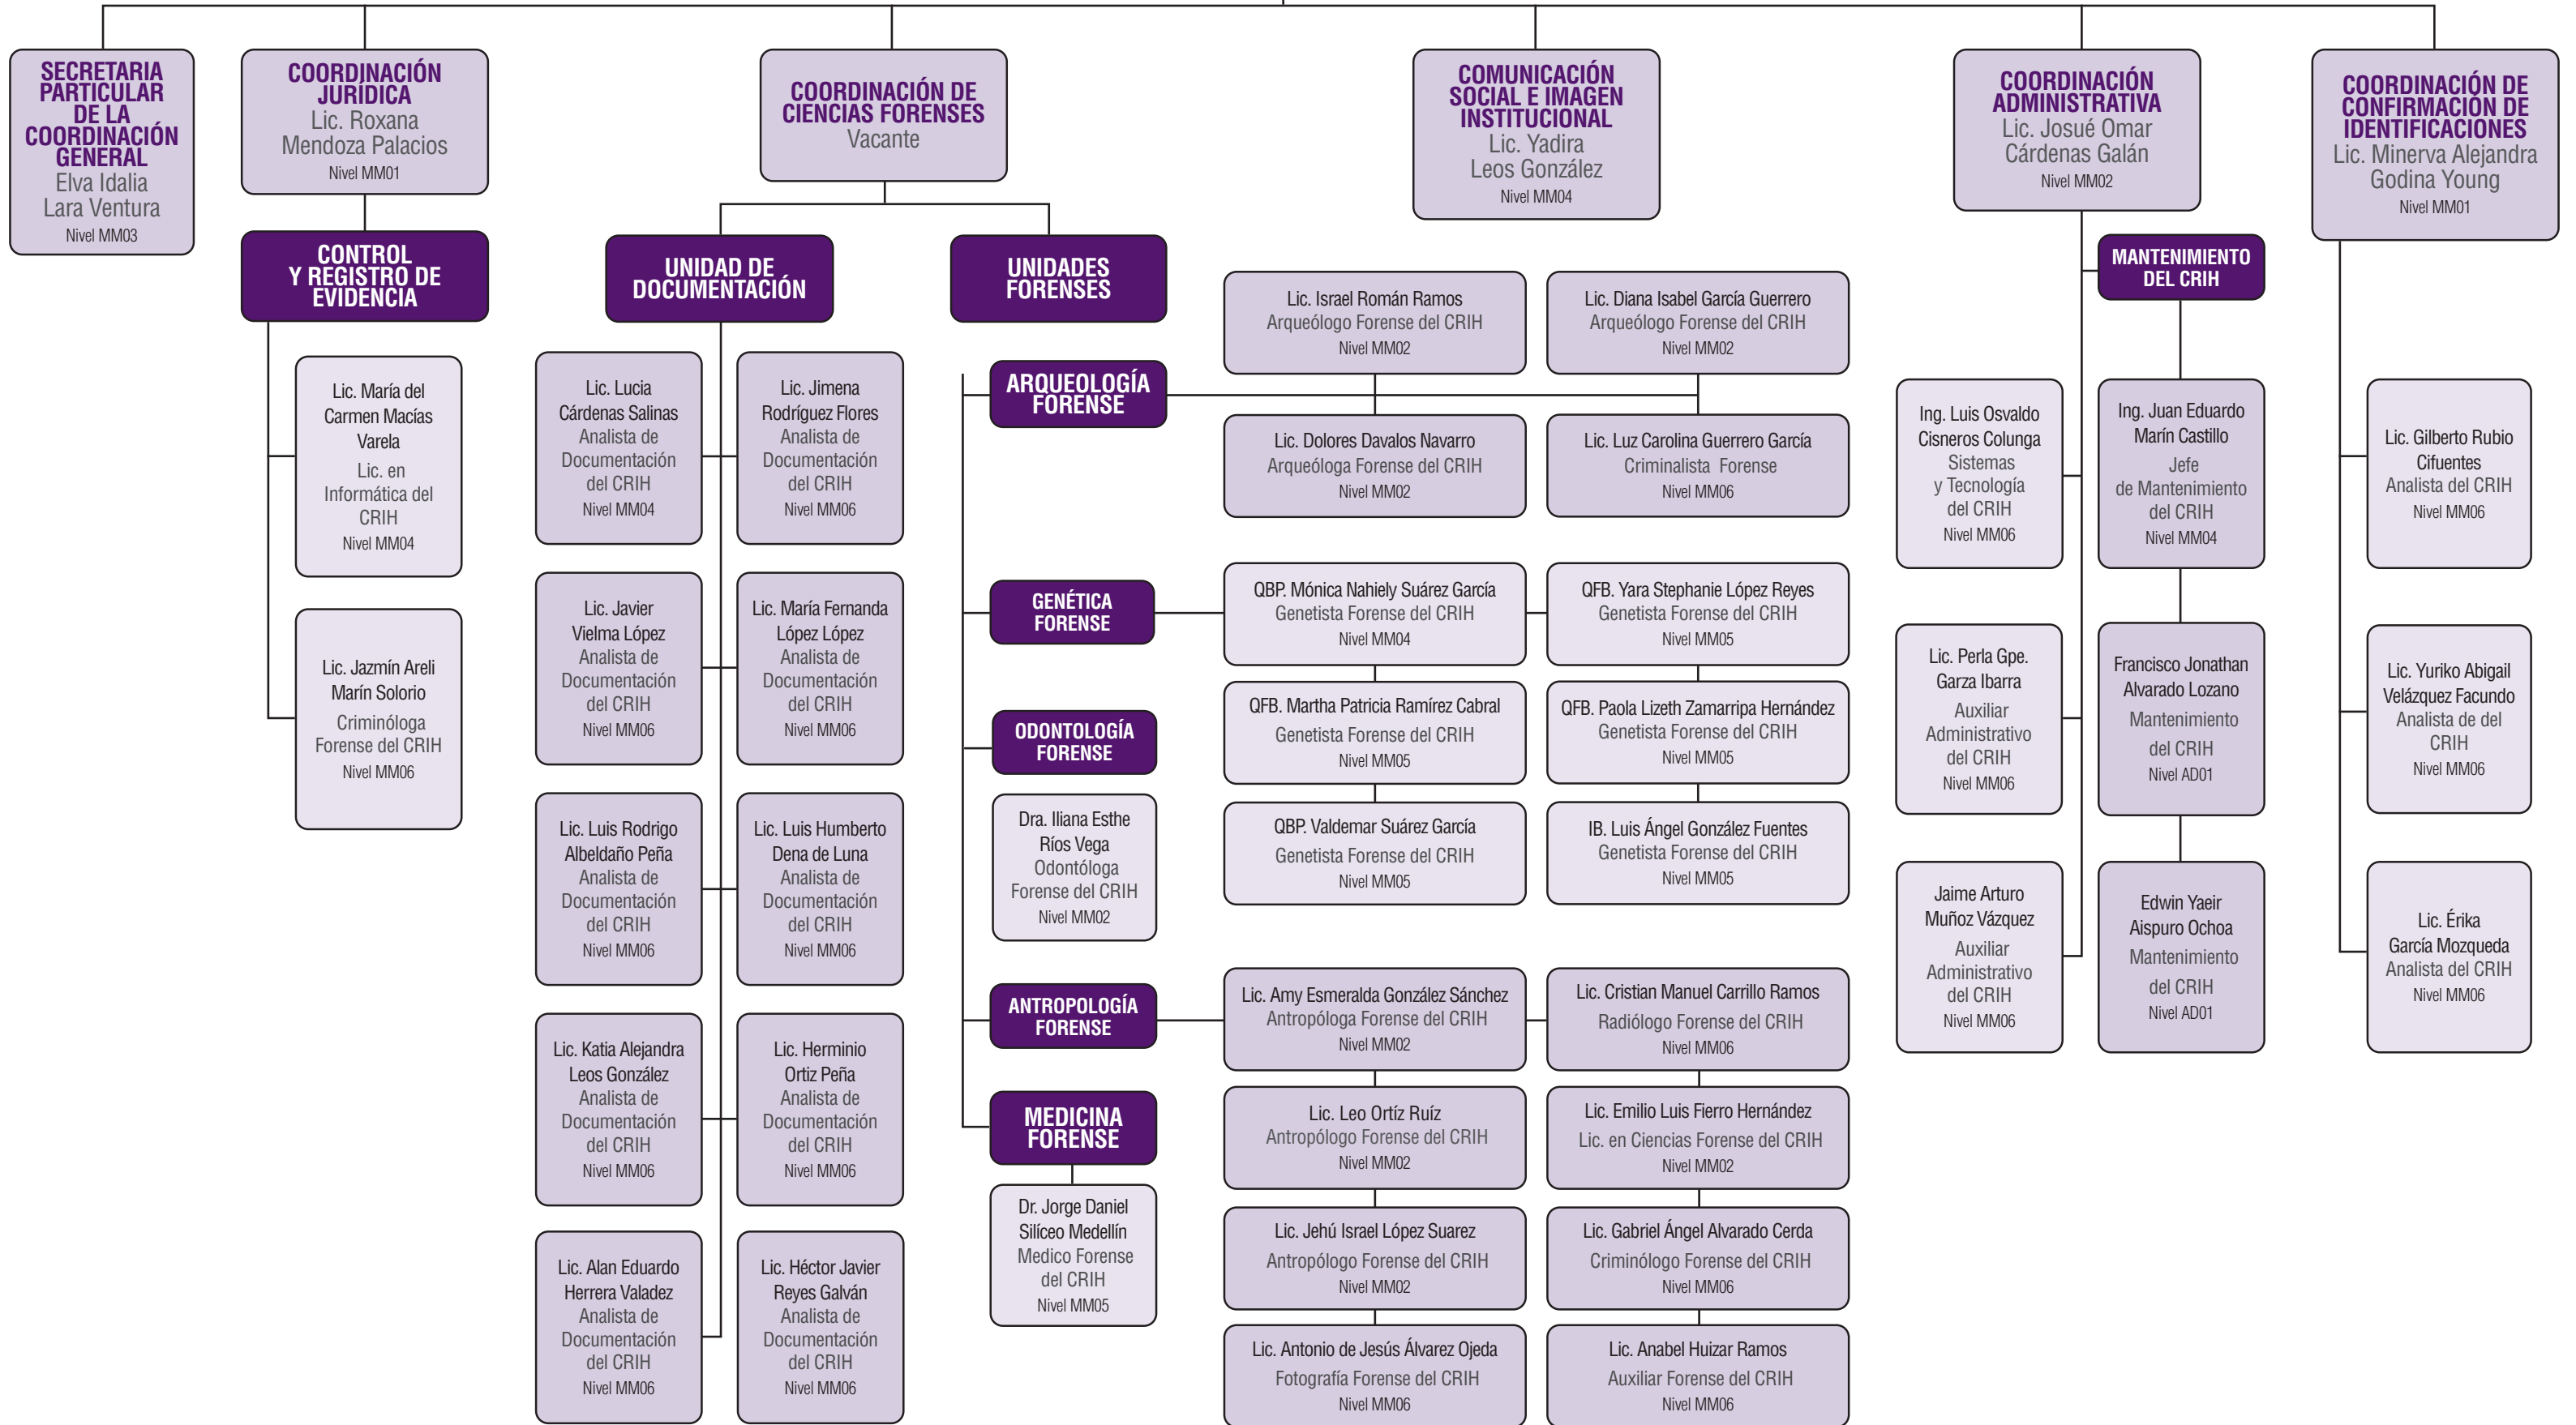 SECRETARIA
PARTICULAR
DE LA
COORDINACIÓN
GENERAL
Elva Idalia
Lara Ventura
Nivel MM03
COORDINACIÓN
JURÍDICA
Lic. Roxana
Mendoza Palacios
Nivel MM01
CONTROL
Y REGISTRO DE
EVIDENCIA
Lic. María del
Carmen Macías
Varela
Lic. en
Informática del
CRIH
Nivel MM04
Lic. Jazmín Areli
Marín Solorio
Criminóloga
Forense del CRIH
Nivel MM06
COORDINACIÓN DE
CIENCIAS FORENSES
Vacante
UNIDAD DE
DOCUMENTACIÓN
Lic. Lucia
Cárdenas Salinas
Analista de
Documentación
del CRIH
Nivel MM04
Lic. Jimena
Rodríguez Flores
Analista de
Documentación
del CRIH
Nivel MM06
Lic. Javier
Vielma López
Analista de
Documentación
del CRIH
Nivel MM06
Lic. María Fernanda
López López
Analista de
Documentación
del CRIH
Nivel MM06
Lic. Luis Rodrigo
Albeldaño Peña
Analista de
Documentación
del CRIH
Nivel MM06
Lic. Luis Humberto
Dena de Luna
Analista de
Documentación
del CRIH
Nivel MM06
Lic. Katia Alejandra
Leos González
Analista de
Documentación
del CRIH
Nivel MM06
Lic. Herminio
Ortiz Peña
Analista de
Documentación
del CRIH
Nivel MM06
Lic. Alan Eduardo
Herrera Valadez
Analista de
Documentación
del CRIH
Nivel MM06
Lic. Héctor Javier
Reyes Galván
Analista de
Documentación
del CRIH
Nivel MM06
UNIDADES
FORENSES
ARQUEOLOGÍA
FORENSE
Lic. Israel Román Ramos
Arqueólogo Forense del CRIH
Nivel MM02
Lic. Diana Isabel García Guerrero
Arqueólogo Forense del CRIH
Nivel MM02
Lic. Dolores Davalos Navarro
Arqueóloga Forense del CRIH
Nivel MM02
Lic. Luz Carolina Guerrero García
Criminalista Forense
Nivel MM06
GENÉTICA
FORENSE
QBP. Mónica Nahiely Suárez García
Genetista Forense del CRIH
Nivel MM04
QFB. Yara Stephanie López Reyes
Genetista Forense del CRIH
Nivel MM05
QFB. Martha Patricia Ramírez Cabral
Genetista Forense del CRIH
Nivel MM05
QFB. Paola Lizeth Zamarripa Hernández
Genetista Forense del CRIH
Nivel MM05
QBP. Valdemar Suárez García
Genetista Forense del CRIH
Nivel MM05
IB. Luis Ángel González Fuentes
Genetista Forense del CRIH
Nivel MM05
ODONTOLOGÍA
FORENSE
Dra. Iliana Esthe
Ríos Vega
Odontóloga
Forense del CRIH
Nivel MM02
ANTROPOLOGÍA
FORENSE
Lic. Amy Esmeralda González Sánchez
Antropóloga Forense del CRIH
Nivel MM02
Lic. Cristian Manuel Carrillo Ramos
Radiólogo Forense del CRIH
Nivel MM06
Lic. Leo Ortíz Ruíz
Antropólogo Forense del CRIH
Nivel MM02
Lic. Emilio Luis Fierro Hernández
Lic. en Ciencias Forense del CRIH
Nivel MM02
Lic. Jehú Israel López Suarez
Antropólogo Forense del CRIH
Nivel MM02
Lic. Gabriel Ángel Alvarado Cerda
Criminólogo Forense del CRIH
Nivel MM06
Lic. Antonio de Jesús Álvarez Ojeda
Fotografía Forense del CRIH
Nivel MM06
Lic. Anabel Huizar Ramos
Auxiliar Forense del CRIH
Nivel MM06
MEDICINA
FORENSE
Dr. Jorge Daniel
Silíceo Medellín
Medico Forense
del CRIH
Nivel MM05
COMUNICACIÓN
SOCIAL E IMAGEN
INSTITUCIONAL
Lic. Yadira
Leos González
Nivel MM04
COORDINACIÓN
ADMINISTRATIVA
Lic. Josué Omar
Cárdenas Galán
Nivel MM02
Ing. Luis Osvaldo
Cisneros Colunga
Sistemas
y Tecnología
del CRIH
Nivel MM06
Lic. Perla Gpe.
Garza Ibarra
Auxiliar
Administrativo
del CRIH
Nivel MM06
Jaime Arturo
Muñoz Vázquez
Auxiliar
Administrativo
del CRIH
Nivel MM06
MANTENIMIENTO
DEL CRIH
Ing. Juan Eduardo
Marín Castillo
Jefe
de Mantenimiento
del CRIH
Nivel MM04
Francisco Jonathan
Alvarado Lozano
Mantenimiento
del CRIH
Nivel AD01
Edwin Yaeir
Aispuro Ochoa
Mantenimiento
del CRIH
Nivel AD01
COORDINACIÓN DE
CONFIRMACIÓN DE
IDENTIFICACIONES
Lic. Minerva Alejandra
Godina Young
Nivel MM01
Lic. Gilberto Rubio
Cifuentes
Analista del CRIH
Nivel MM06
Lic. Yuriko Abigail
Velázquez Facundo
Analista de del
CRIH
Nivel MM06
Lic. Érika
García Mozqueda
Analista del CRIH
Nivel MM06